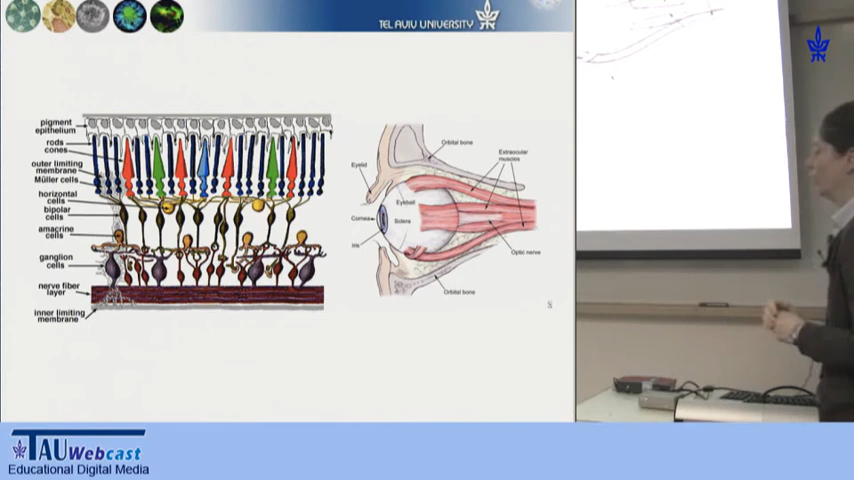 TEL AVIV UNIVERSITY
pigment
epithelium
rods
cones
outer limiting
membrane
Müller cells
horizontal
cells
bipolar
cells
amacrine
cells
ganglion
cells
nerve fiber
layer
inner limiting
membrane
Orbital bone
Extraocular
muscles
Eyelid
Eyeball
Cornea
Sclera
Iris
Optic nerve
Orbital bone
TAU Webcast
Educational Digital Media